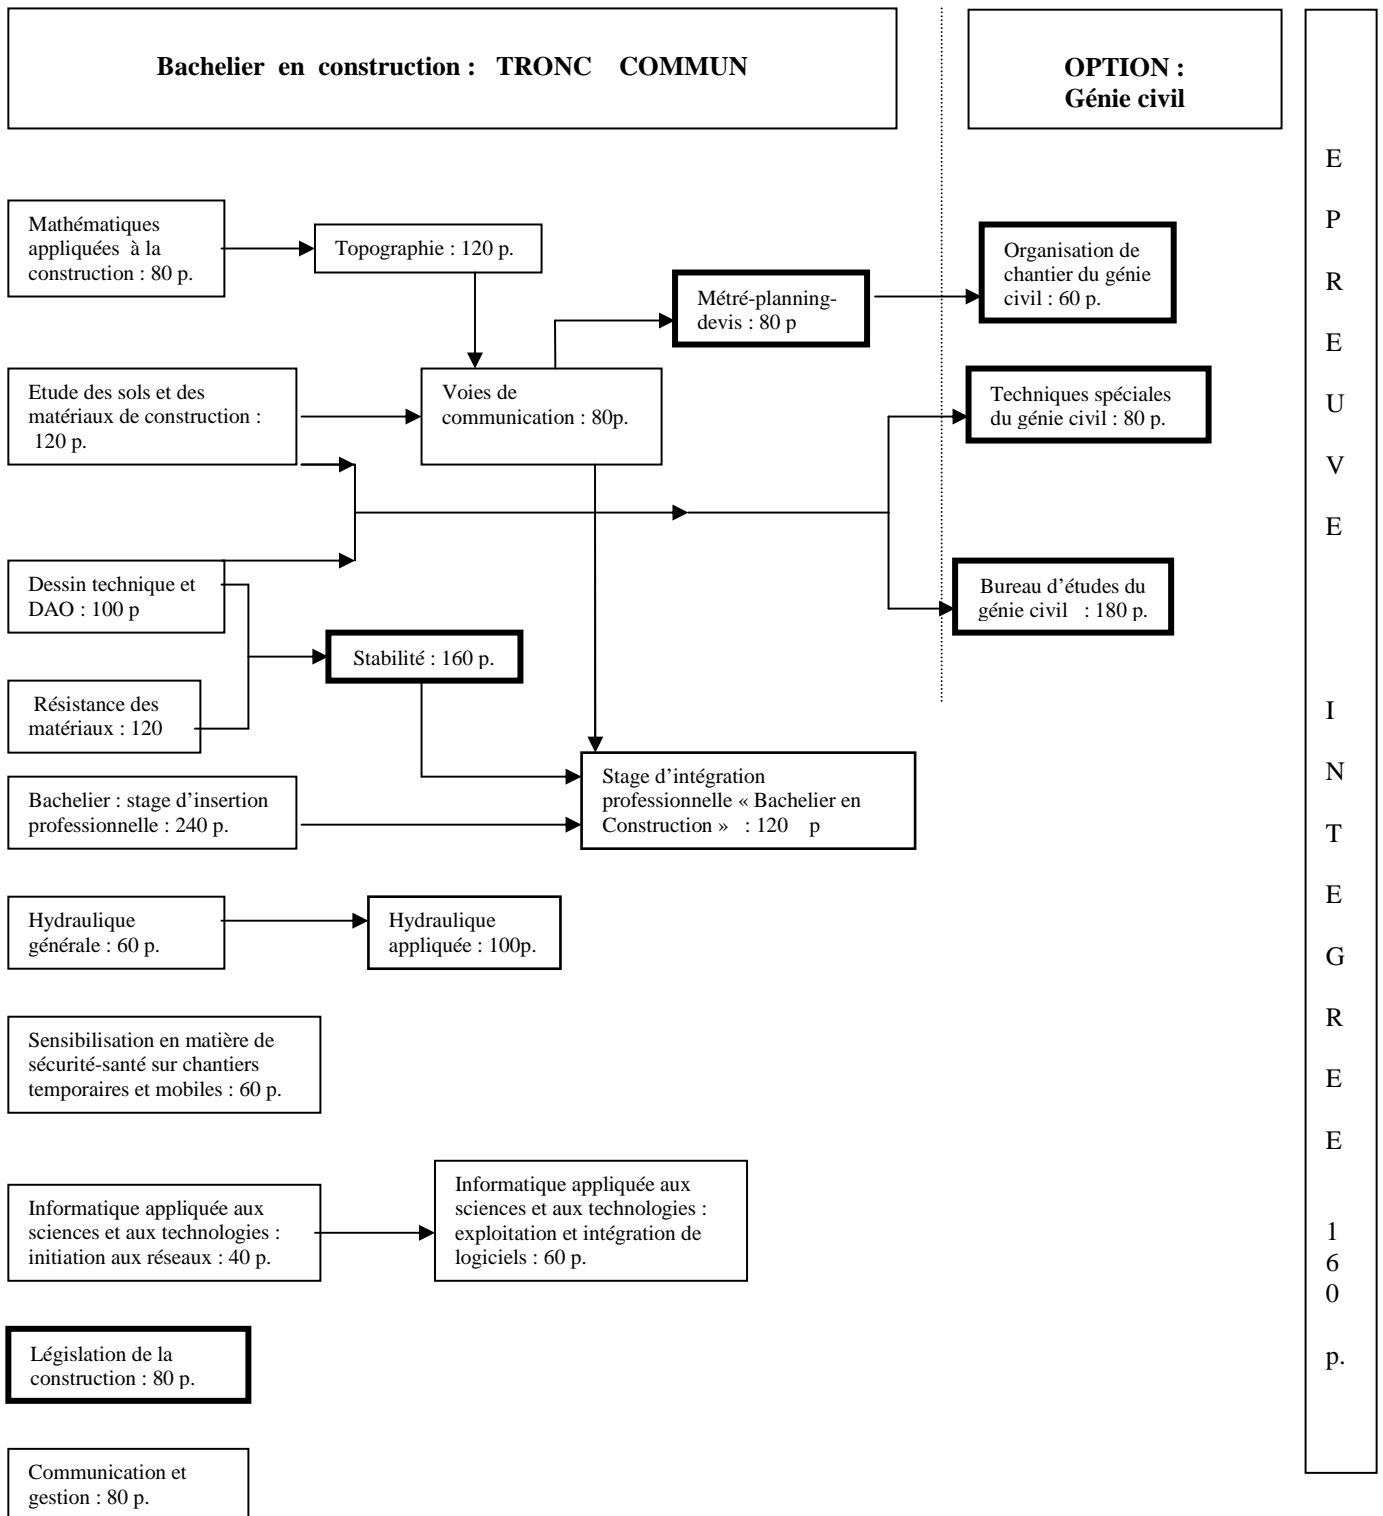 Bachelier en construction : TRONC COMMUN
OPTION :
Génie civil
Mathématiques
appliquées à la
construction : 80 p.
Topographie : 120 p.
Métré-planning-
devis : 80 p
Organisation de
chantier du génie
civil : 60 p.
Etude des sols et des
matériaux de construction :
120 p.
Voies de
communication : 80p.
Techniques spéciales
du génie civil : 80 p.
Dessin technique et
DAO : 100 p
Bureau d’études du
génie civil : 180 p.
Stabilité : 160 p.
Résistance des
matériaux : 120
Bachelier : stage d’insertion
professionnelle : 240 p.
Stage d’intégration
professionnelle « Bachelier en
Construction » : 120 p
Hydraulique
générale : 60 p.
Hydraulique
appliquée : 100p.
Sensibilisation en matière de
sécurité-santé sur chantiers
temporaires et mobiles : 60 p.
Informatique appliquée aux
sciences et aux technologies :
initiation aux réseaux : 40 p.
Informatique appliquée aux
sciences et aux technologies :
exploitation et intégration de
logiciels : 60 p.
Législation de la
construction : 80 p.
Communication et
gestion : 80 p.
E
P
R
E
U
V
E
I
N
T
E
G
R
E
E
1
6
0
p.